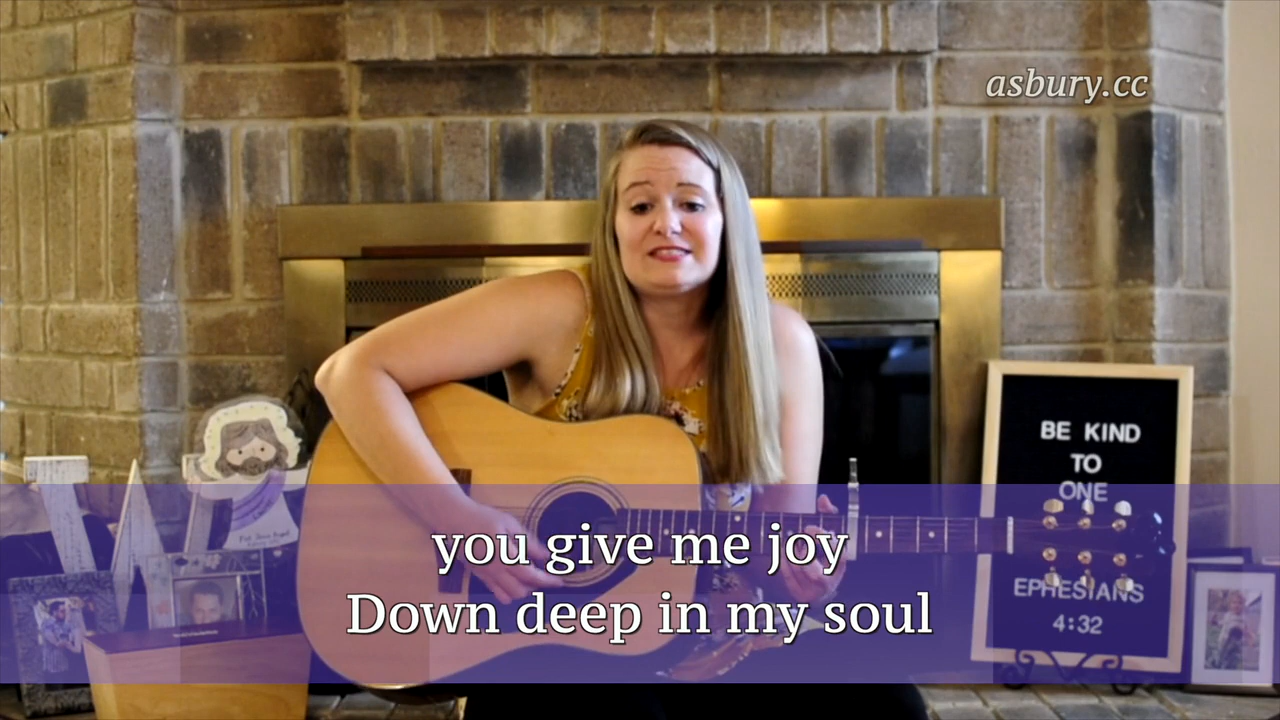 asbury.cc
BE KIND
TO
ONE
EPHESIANS
4:32
you give me joy
Down deep in my soul